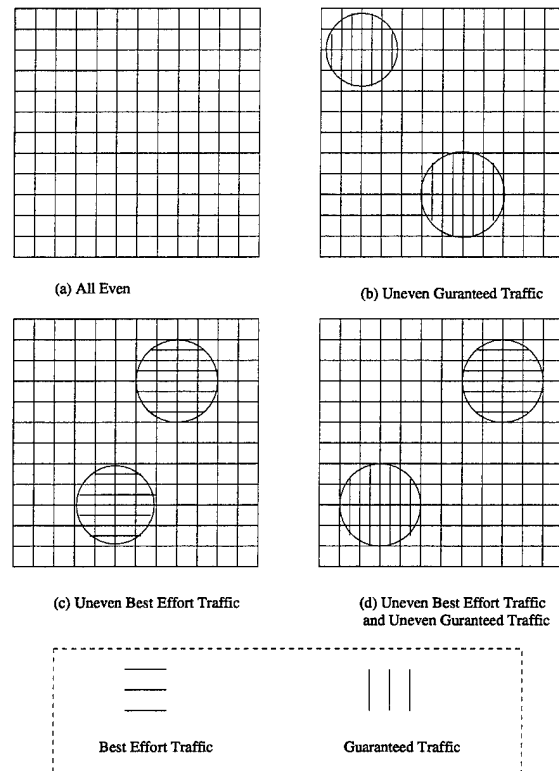 (a) All Even
(b) Uneven Guranteed Traffic
(c) Uneven Best Effort Traffic
(d) Uneven Best Effort Traffic
and Uneven Guranteed Traffic
Best Effort Traffic
Guaranteed Traffic